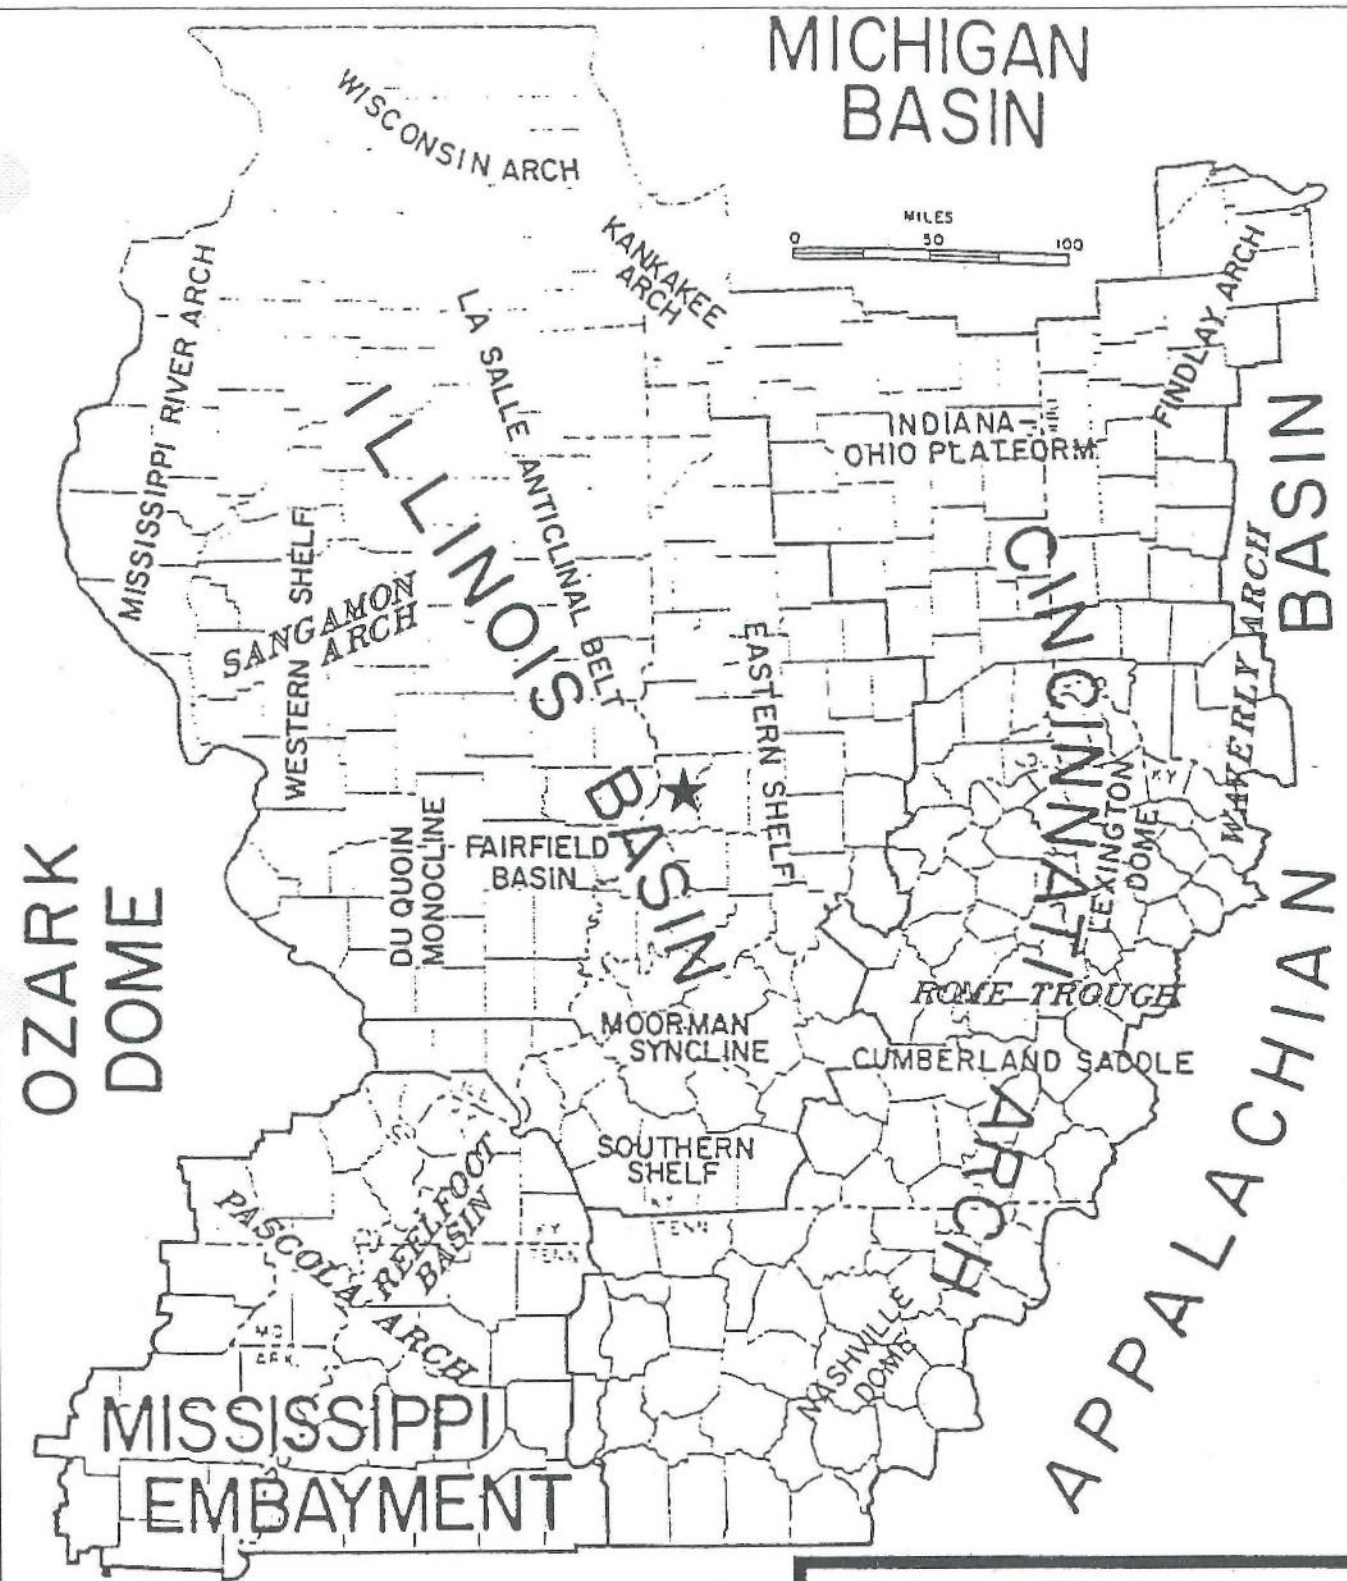 MICHIGAN
BASIN
WISCONSIN ARCH
MILES
0 50 100
KANKAKEE
ARCH
MISSISSIPPI RIVER ARCH
LA SALLE ANTICLINAL BELT
FINDLAY ARCH
INDIANA-
OHIO PLATFORM
ILLINOIS BASIN
WESTERN SHELF
SANGAMON
ARCH
EASTERN SHELF
CINCINNATI ARCH
WAKERLY ARCH
LEXINGTON
DOME
KY
OZARK
DOME
DU QUOIN
MONOCLINE
FAIRFIELD
BASIN
APPALACHIAN BASIN
ROME TROUGH
MOORMAN
SYNCLINE
CUMBERLAND SADDLE
SOUTHERN
SHELF
KY
TENN
KY
TENN
REELFOOT
BASIN
PASCOLA ARCH
MO
ARK
NASHVILLE
DOME
MISSISSIPPI
EMBAYMENT